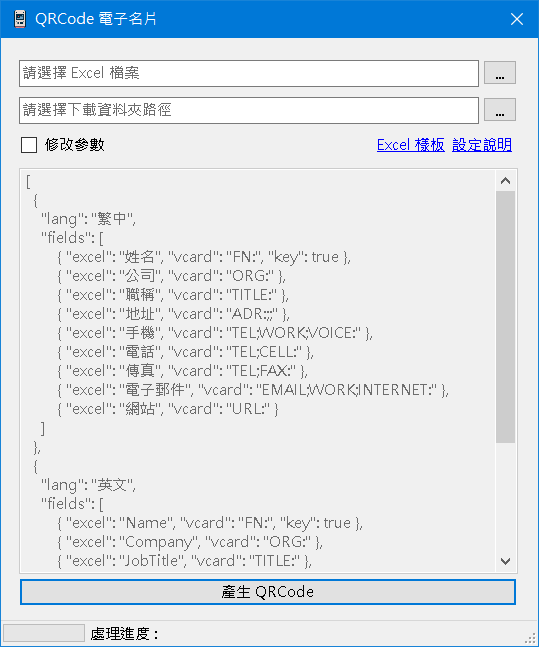 QRCode 電子名片
請選擇 Excel 檔案
...
請選擇下載資料夾路徑
...
修改參數
Excel 樣板 設定說明
[
{
"lang": "繁中",
"fields": [
{ "excel": "姓名", "vcard": "FN:", "key": true },
{ "excel": "公司", "vcard": "ORG:" },
{ "excel": "職稱", "vcard": "TITLE:" },
{ "excel": "地址", "vcard": "ADR:;;" },
{ "excel": "手機", "vcard": "TEL;WORK;VOICE:" },
{ "excel": "電話", "vcard": "TEL;CELL:" },
{ "excel": "傳真", "vcard": "TEL;FAX:" },
{ "excel": "電子郵件", "vcard": "EMAIL;WORK;INTERNET:" },
{ "excel": "網站", "vcard": "URL:" }
]
},
{
"lang": "英文",
"fields": [
{ "excel": "Name", "vcard": "FN:", "key": true },
{ "excel": "Company", "vcard": "ORG:" },
{ "excel": "JobTitle", "vcard": "TITLE:" },
產生 QRCode
處理進度 :